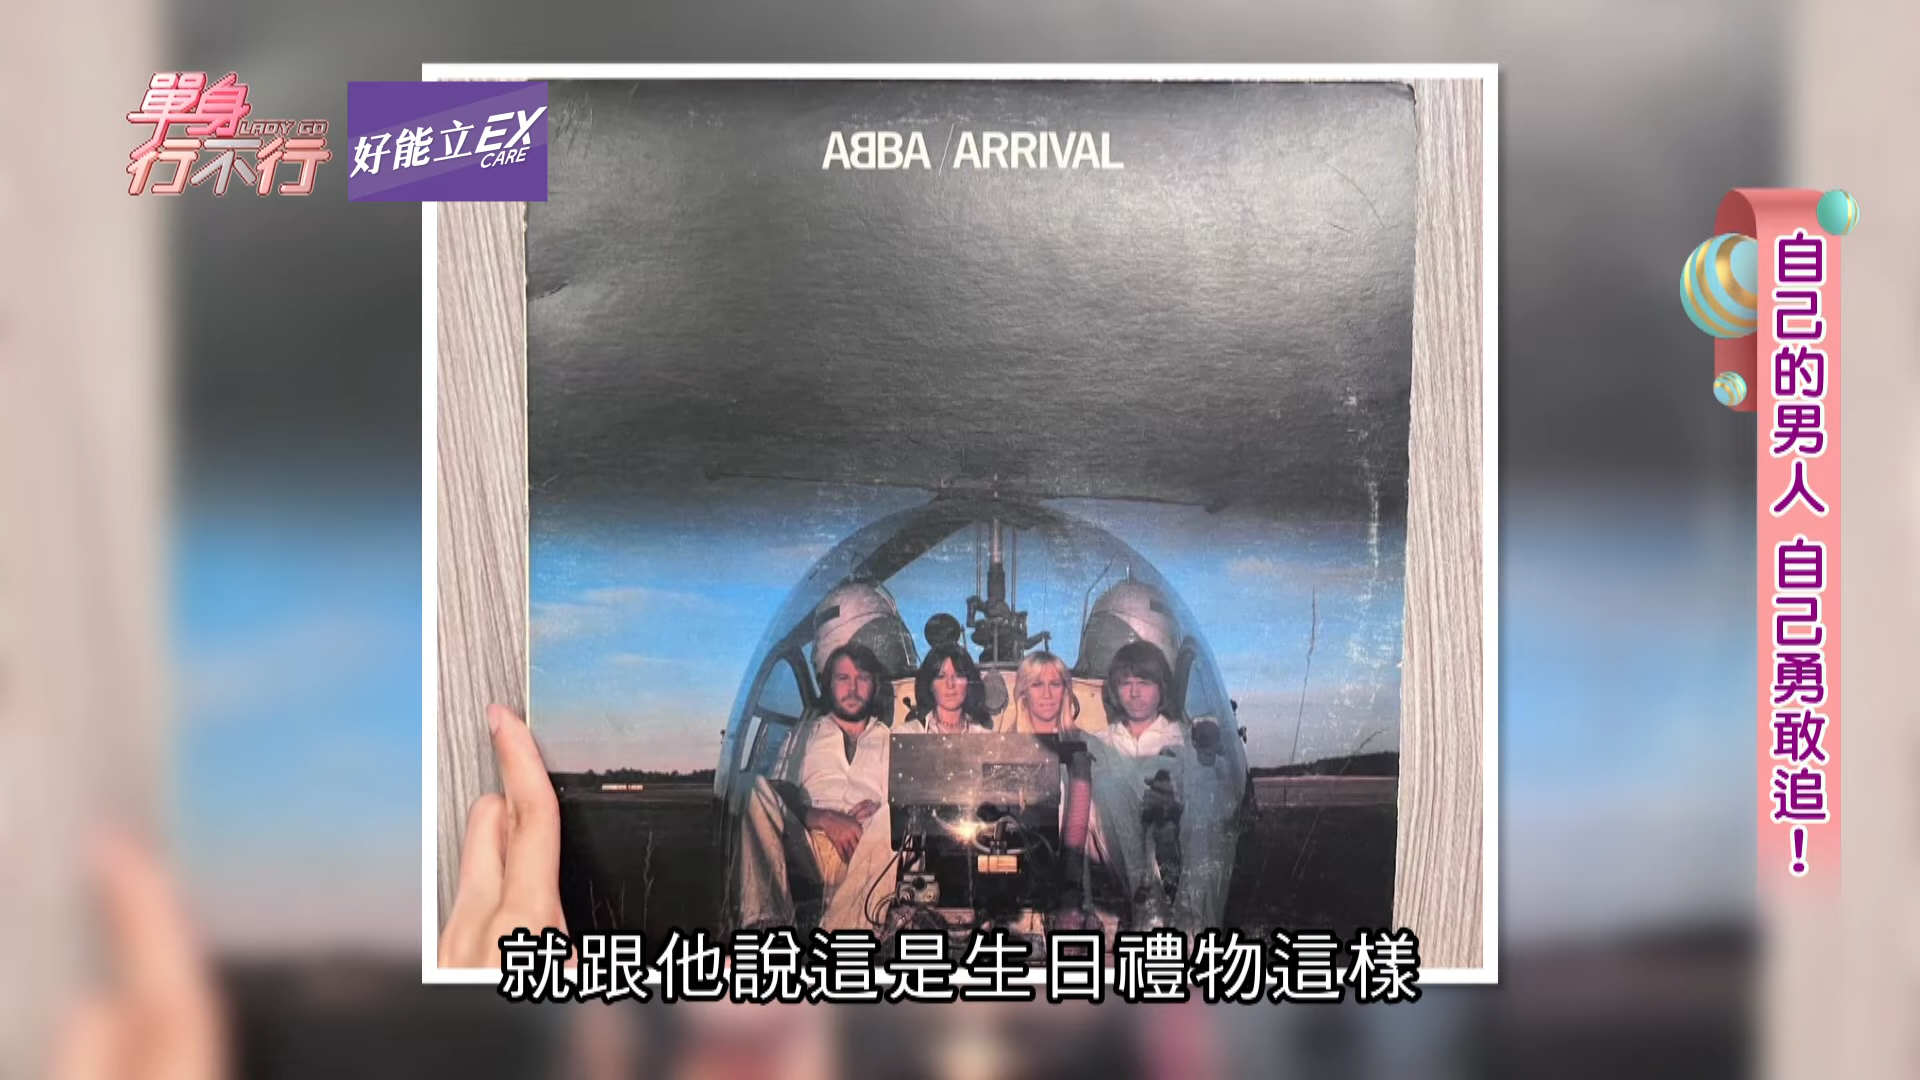 單身
LADY GO
行不行
好能立EX
CARE
ABBA/ARRIVAL
自己的男人 自己勇敢追!
就跟他說這是生日禮物這樣